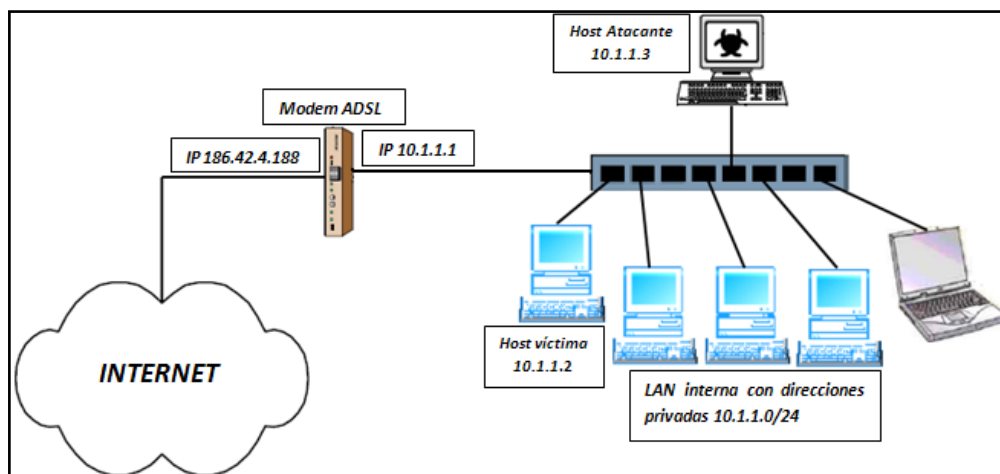 Host Atacante
10.1.1.3
Modem ADSL
IP 186.42.4.188
IP 10.1.1.1
Host víctima
10.1.1.2
INTERNET
LAN interna con direcciones
privadas 10.1.1.0/24